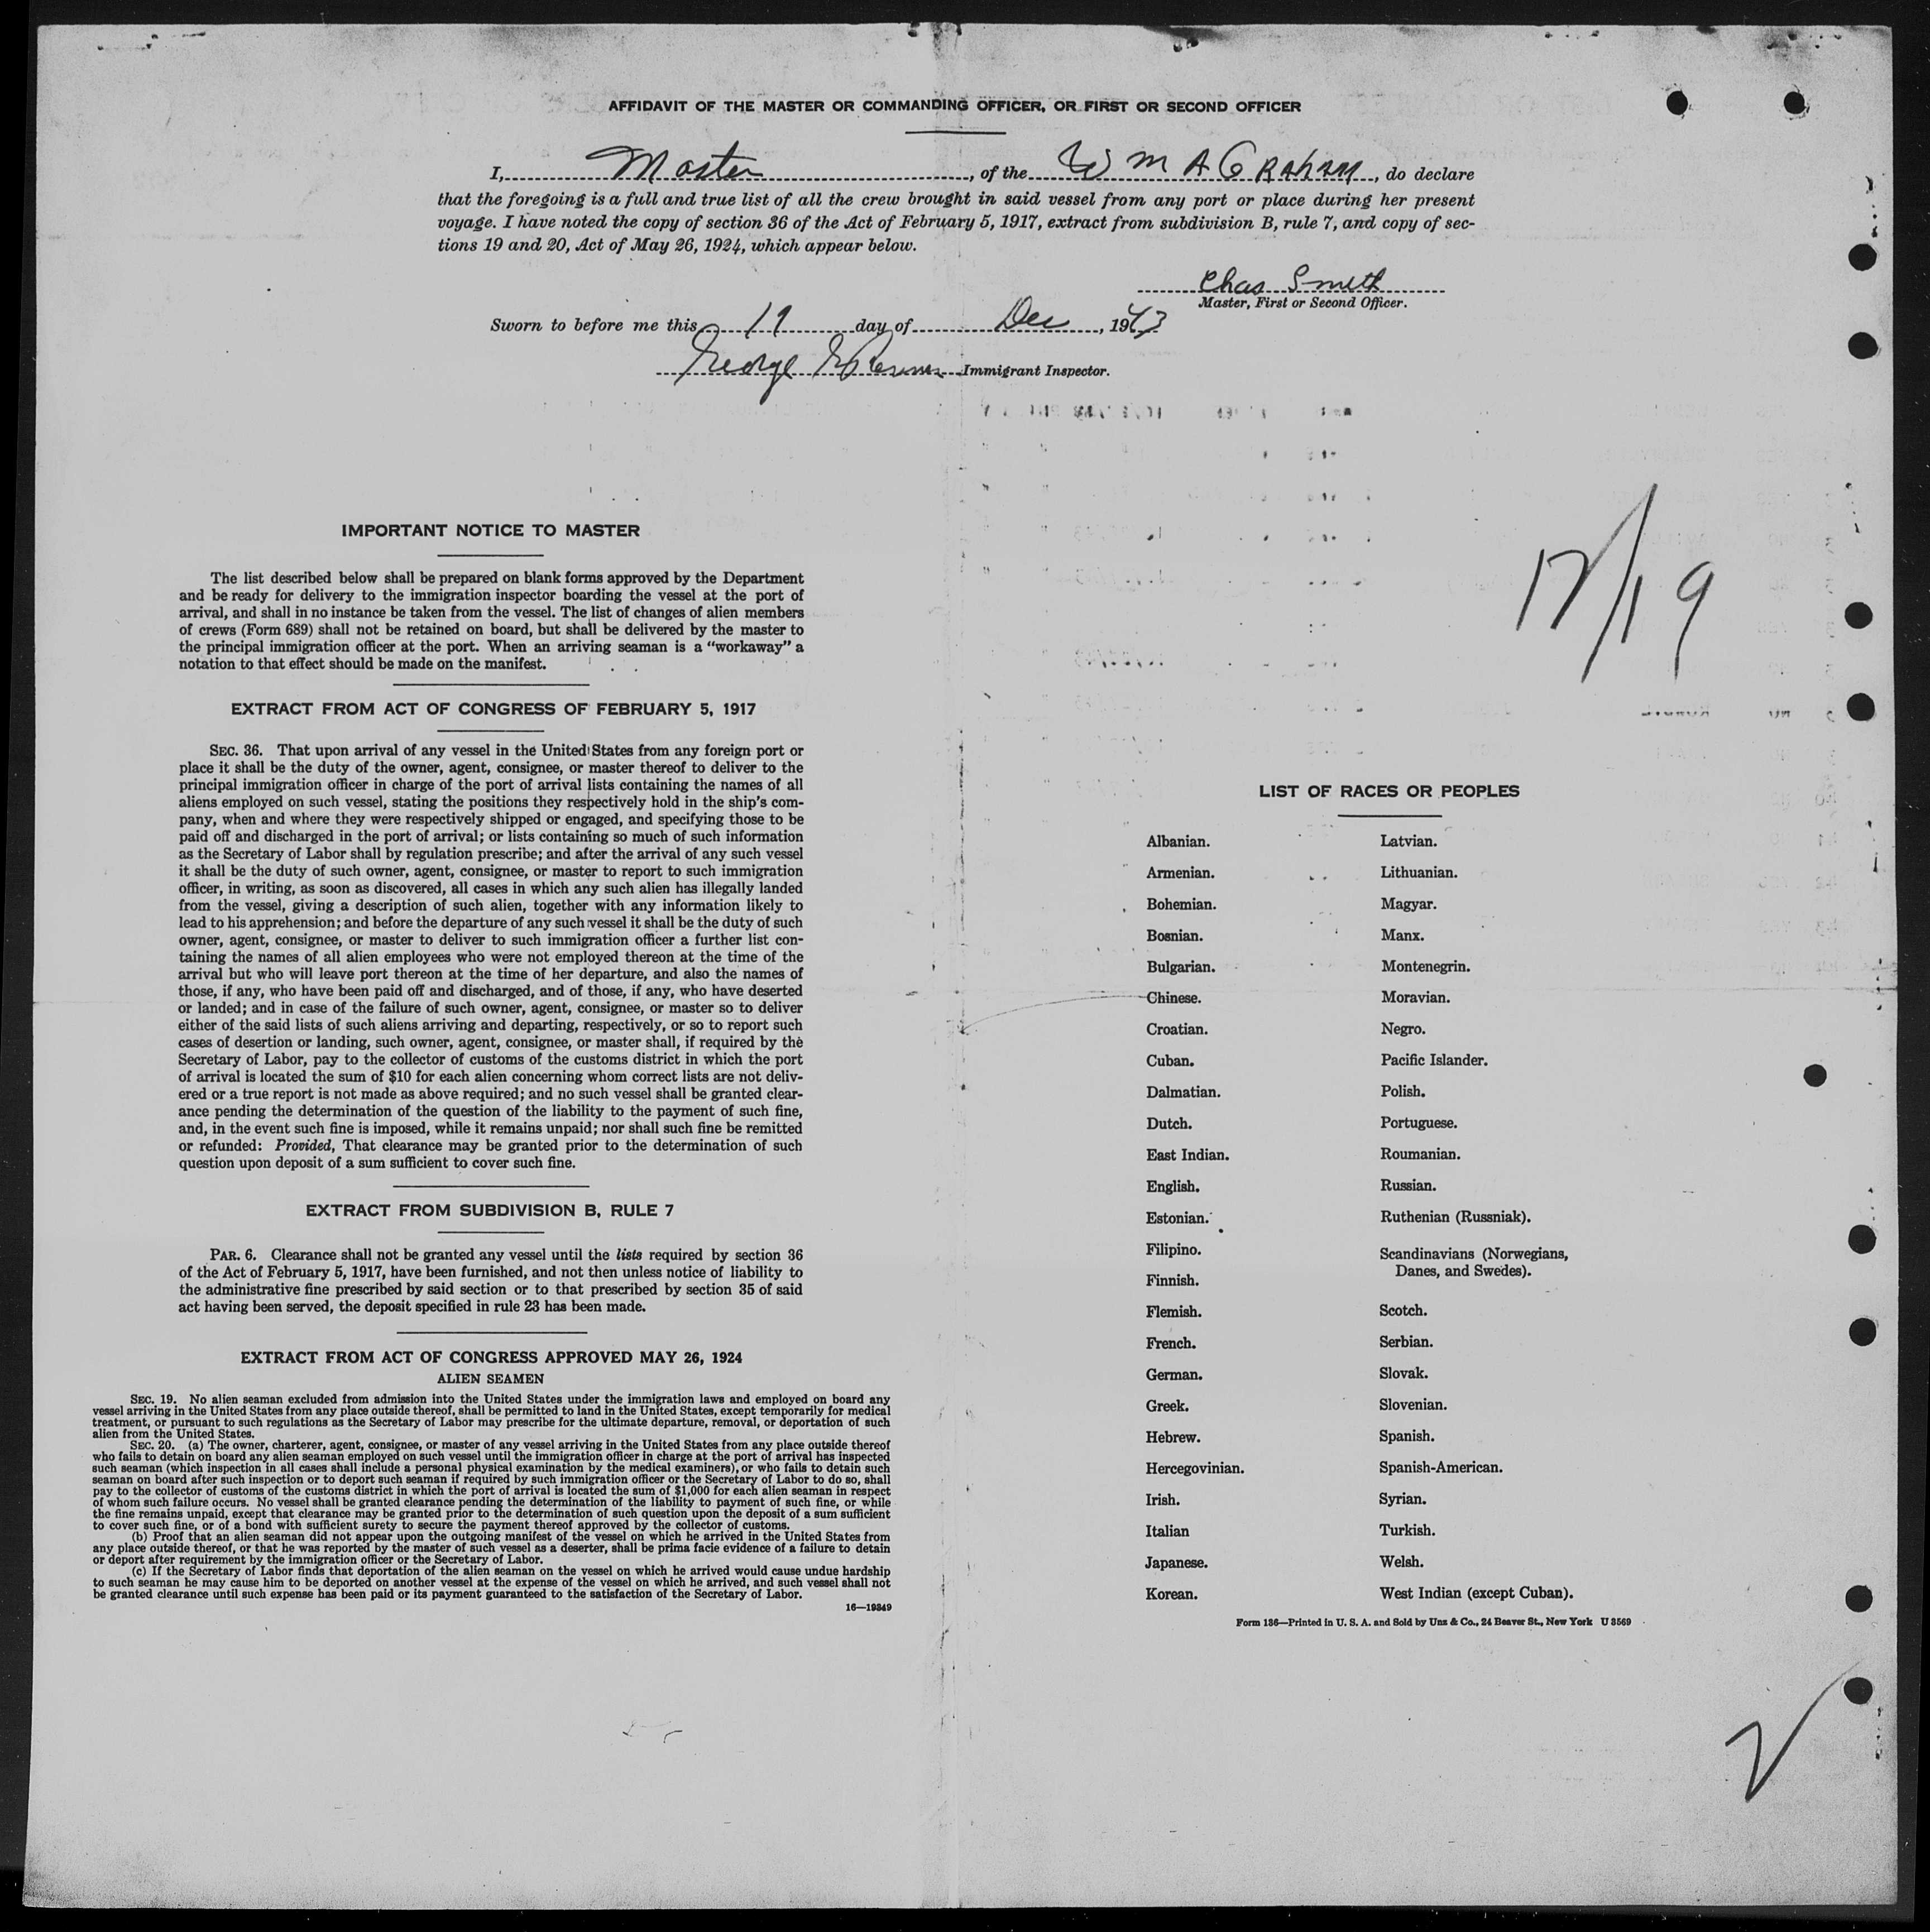 AFFIDAVIT OF THE MASTER OR COMMANDING OFFICER, OR FIRST OR SECOND OFFICER
I, Master, of the W M A GRAHAM, do declare
that the foregoing is a full and true list of all the crew brought in said vessel from any port or place during her present
voyage. I have noted the copy of section 36 of the Act of February 5, 1917, extract from subdivision B, rule 7, and copy of sec-
tions 19 and 20, Act of May 26, 1924, which appear below.
Chas Smith
Master, First or Second Officer.
Sworn to before me this 19 day of Dec, 1943
George Immigrant Inspector.
12/19
IMPORTANT NOTICE TO MASTER
The list described below shall be prepared on blank forms approved by the Department
and be ready for delivery to the immigration inspector boarding the vessel at the port of
arrival, and shall in no instance be taken from the vessel. The list of changes of alien members
of crews (Form 689) shall not be retained on board, but shall be delivered by the master to
the principal immigration officer at the port. When an arriving seaman is a "workaway" a
notation to that effect should be made on the manifest.
EXTRACT FROM ACT OF CONGRESS OF FEBRUARY 5, 1917
SEC. 36. That upon arrival of any vessel in the United States from any foreign port or
place it shall be the duty of the owner, agent, consignee, or master thereof to deliver to the
principal immigration officer in charge of the port of arrival lists containing the names of all
aliens employed on such vessel, stating the positions they respectively hold in the ship's com-
pany, when and where they were respectively shipped or engaged, and specifying those to be
paid off and discharged in the port of arrival; or lists containing so much of such information
as the Secretary of Labor shall by regulation prescribe; and after the arrival of any such vessel
it shall be the duty of such owner, agent, consignee, or master to report to such immigration
officer, in writing, as soon as discovered, all cases in which any such alien has illegally landed
from the vessel, giving a description of such alien, together with any information likely to
lead to his apprehension; and before the departure of any such vessel it shall be the duty of such
owner, agent, consignee, or master to deliver to such immigration officer a further list con-
taining the names of all alien employees who were not employed thereon at the time of the
arrival but who will leave port thereon at the time of her departure, and also the names of
those, if any, who have been paid off and discharged, and of those, if any, who have deserted
or landed; and in case of the failure of such owner, agent, consignee, or master so to deliver
either of the said lists of such aliens arriving and departing, respectively, or so to report such
cases of desertion or landing, such owner, agent, consignee, or master shall, if required by the
Secretary of Labor, pay to the collector of customs of the customs district in which the port
of arrival is located the sum of $10 for each alien concerning whom correct lists are not deliv-
ered or a true report is not made as above required; and no such vessel shall be granted clear-
ance pending the determination of the question of the liability to the payment of such fine,
and, in the event such fine is imposed, while it remains unpaid; nor shall such fine be remitted
or refunded: Provided, That clearance may be granted prior to the determination of such
question upon deposit of a sum sufficient to cover such fine.
EXTRACT FROM SUBDIVISION B, RULE 7
PAR. 6. Clearance shall not be granted any vessel until the lists required by section 36
of the Act of February 5, 1917, have been furnished, and not then unless notice of liability to
the administrative fine prescribed by said section or to that prescribed by section 35 of said
act having been served, the deposit specified in rule 23 has been made.
EXTRACT FROM ACT OF CONGRESS APPROVED MAY 26, 1924
ALIEN SEAMEN
SEC. 19. No alien seaman excluded from admission into the United States under the immigration laws and employed on board any
vessel arriving in the United States from any place outside thereof, shall be permitted to land in the United States, except temporarily for medical
treatment, or pursuant to such regulations as the Secretary of Labor may prescribe for the ultimate departure, removal, or deportation of such
alien from the United States.
SEC. 20. (a) The owner, charterer, agent, consignee, or master of any vessel arriving in the United States from any place outside thereof
who fails to detain on board any alien seaman employed on such vessel until the immigration officer in charge at the port of arrival has inspected
such seaman (which inspection in all cases shall include a personal physical examination by the medical examiners), or who fails to detain such
seaman on board after such inspection or to deport such seaman if required by such immigration officer or the Secretary of Labor to do so, shall
pay to the collector of customs of the customs district in which the port of arrival is located the sum of $1,000 for each alien seaman in respect
of whom such failure occurs. No vessel shall be granted clearance pending the determination of the liability to payment of such fine, or while
the fine remains unpaid, except that clearance may be granted prior to the determination of such question upon the deposit of a sum sufficient
to cover such fine, or of a bond with sufficient surety to secure the payment thereof approved by the collector of customs.
(b) Proof that an alien seaman did not appear upon the outgoing manifest of the vessel on which he arrived in the United States from
any place outside thereof, or that he was reported by the master of such vessel as a deserter, shall be prima facie evidence of a failure to detain
or deport after requirement by the immigration officer or the Secretary of Labor.
(c) If the Secretary of Labor finds that deportation of the alien seaman on the vessel on which he arrived would cause undue hardship
to such seaman he may cause him to be deported on another vessel at the expense of the vessel on which he arrived, and such vessel shall not
be granted clearance until such expense has been paid or its payment guaranteed to the satisfaction of the Secretary of Labor.
16—19349
LIST OF RACES OR PEOPLES
Albanian.
Armenian.
Bohemian.
Bosnian.
Bulgarian.
Chinese.
Croatian.
Cuban.
Dalmatian.
Dutch.
East Indian.
English.
Estonian.
Filipino.
Finnish.
Flemish.
French.
German.
Greek.
Hebrew.
Hercegovinian.
Irish.
Italian
Japanese.
Korean.
Latvian.
Lithuanian.
Magyar.
Manx.
Montenegrin.
Moravian.
Negro.
Pacific Islander.
Polish.
Portuguese.
Roumanian.
Russian.
Ruthenian (Russniak).
Scandinavians (Norwegians,
Danes, and Swedes).
Scotch.
Serbian.
Slovak.
Slovenian.
Spanish.
Spanish-American.
Syrian.
Turkish.
Welsh.
West Indian (except Cuban).
Form 136—Printed in U. S. A. and Sold by Unz & Co., 24 Beaver St., New York U 3569